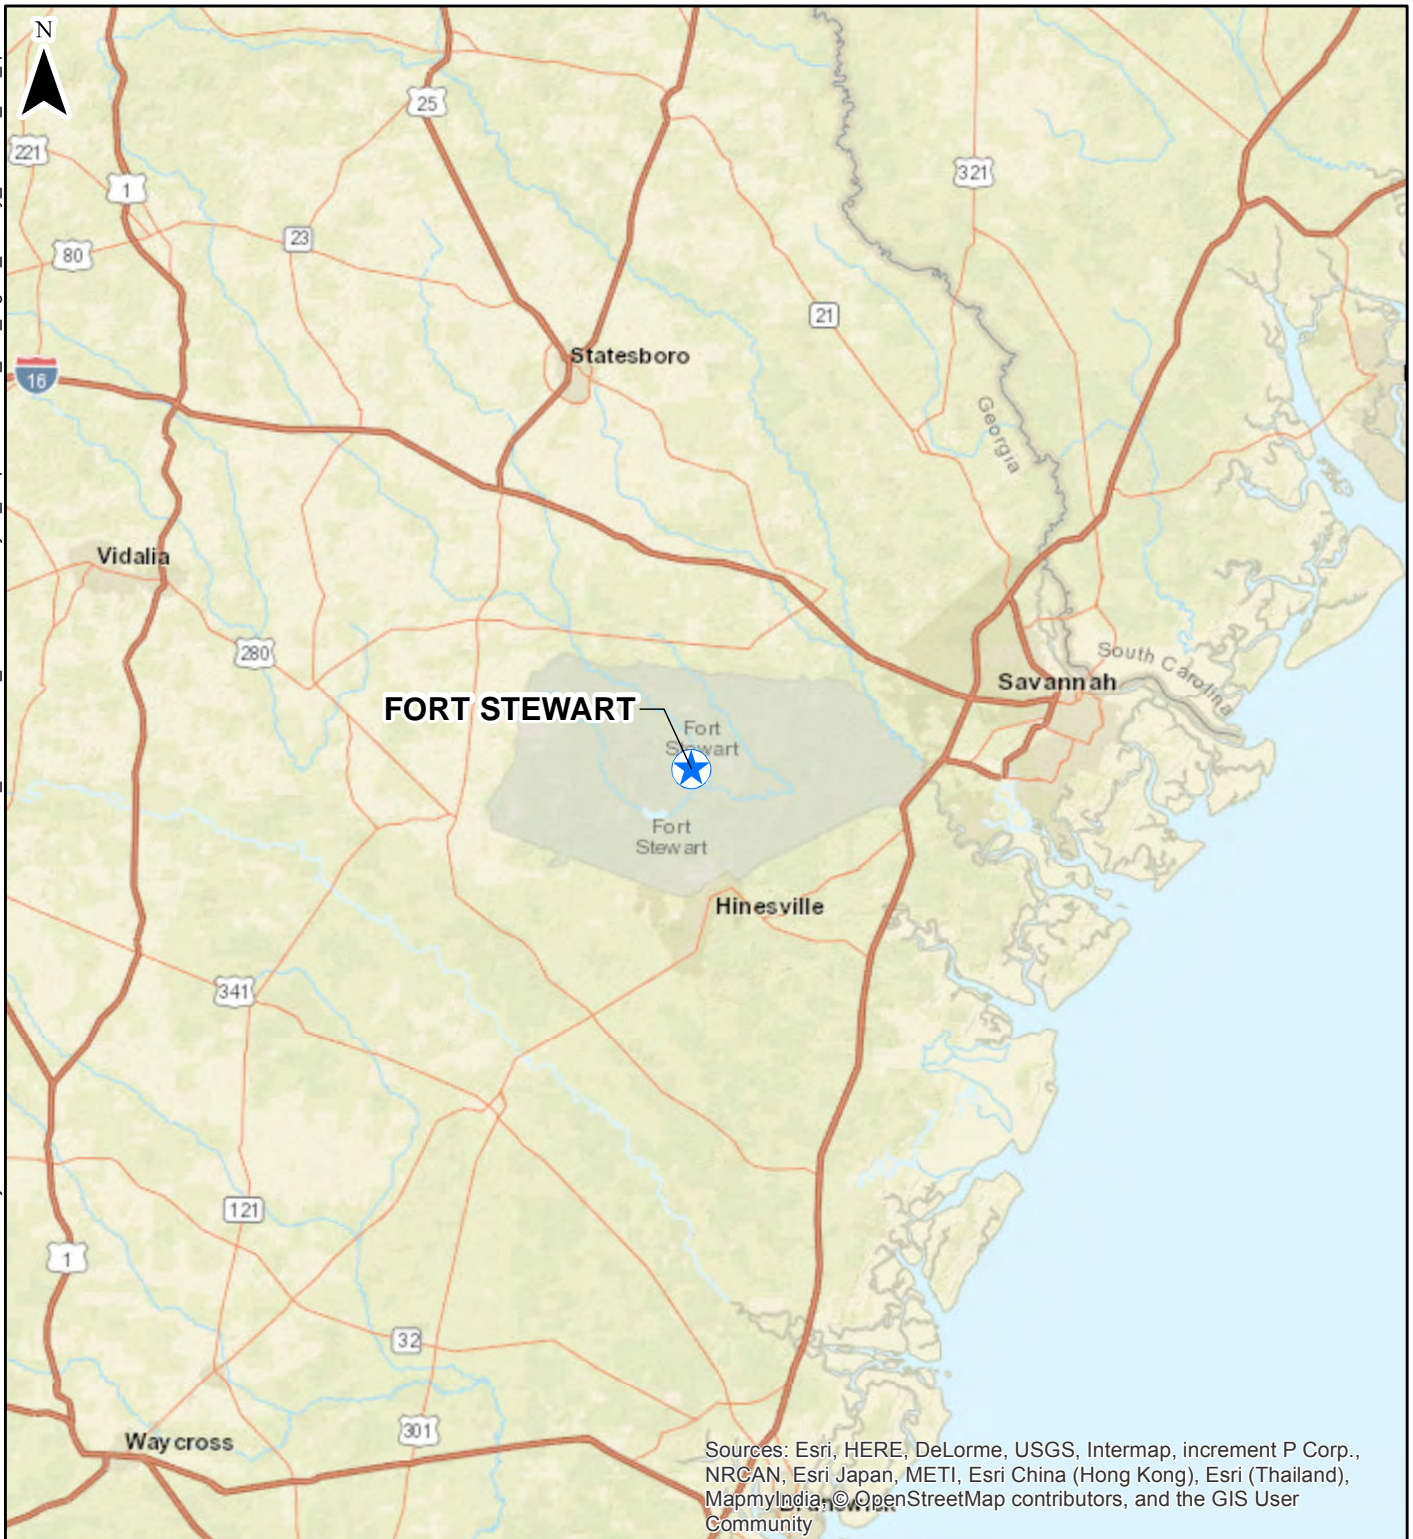 N
25
221
321
1
23
80
21
Statesboro
16
Georgia
Vidalia
280
South Carolina
Savannah
FORT STEWART
Fort
Stewart
Fort
Stewart
Hinesville
341
121
1
32
301
Waycross
Sources: Esri, HERE, DeLorme, USGS, Intermap, increment P Corp.,
NRCAN, Esri Japan, METI, Esri China (Hong Kong), Esri (Thailand),
MapmyIndia, © OpenStreetMap contributors, and the GIS User
Community
Brunswick